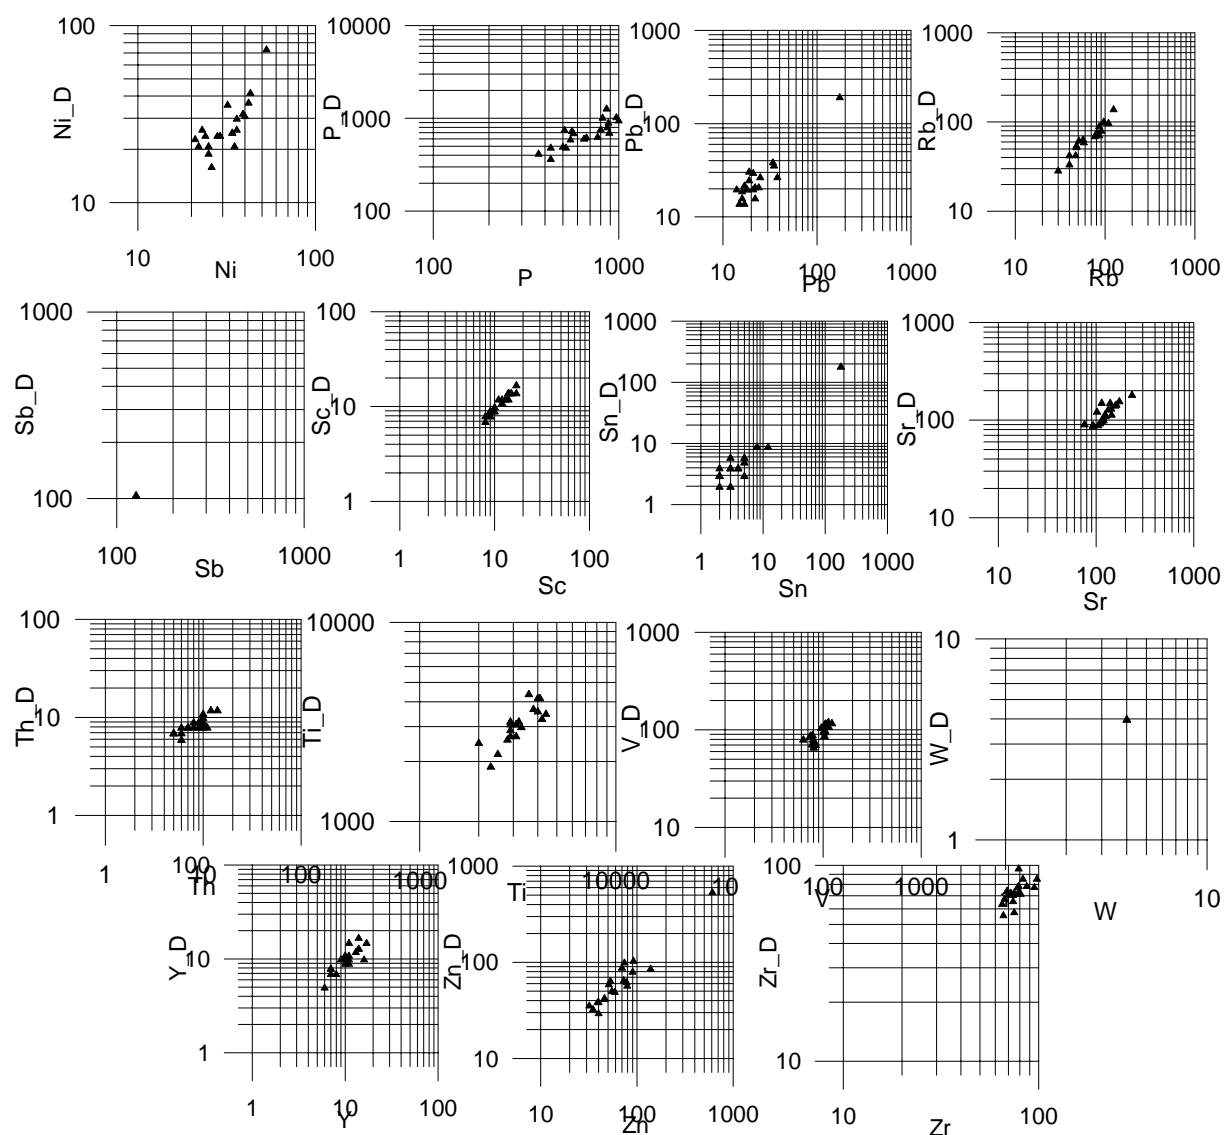 100 10000 1000 1000
Ni_D P_D Pb_D Rb_D
1000 100 100
10 100 10 10
10 100 100 1000 10 100 1000 10 100 1000
Ni P Pb Rb
1000 100 1000 1000
Sb_D Sc_D Sn_D Sr_D
100 10 10 100 100
1 1 10
100 1000 1 10 100 1 10 100 1000 10 100 1000
Sb Sc Sn Sr
100 10000 1000 10
Th_D Ti_D V_D W_D
10 100
1 1000 10 1
1 10 100 100 1000 10000 10 100 1000 10
Th Ti V W
100 1000 100
Y_D Zn_D Zr_D
10 100
1 10 10
1 10 100 10 100 1000 10 100
Y Zn Zr